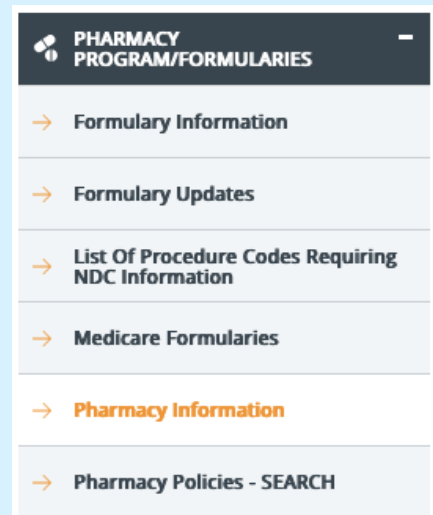 PHARMACY
PROGRAM/FORMULARIES
Formulary Information
Formulary Updates
List Of Procedure Codes Requiring
NDC Information
Medicare Formularies
Pharmacy Information
Pharmacy Policies - SEARCH